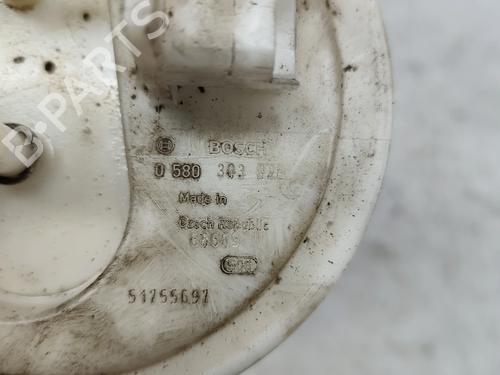 B-PARTS
BOSCH
0 580 303
Made in
Czech Republic
51755697